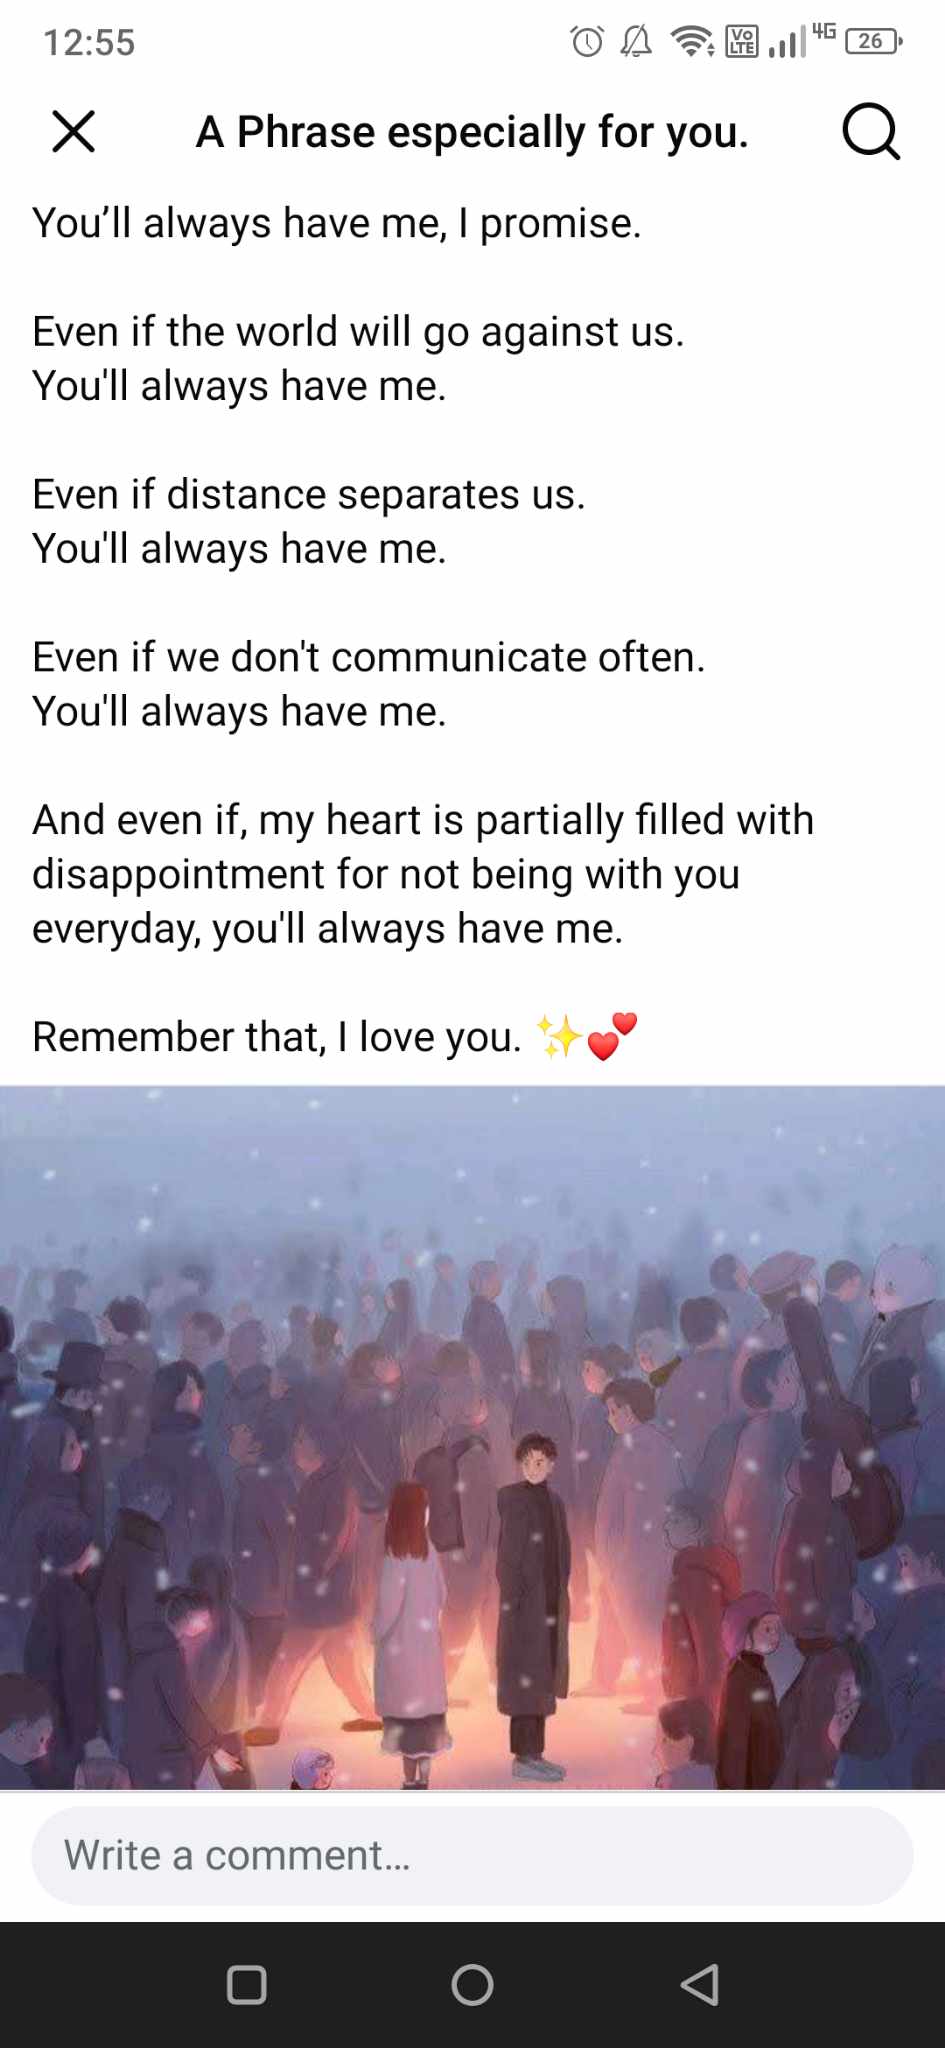 12:55
VO LTE 4G 26
A Phrase especially for you.
You’ll always have me, I promise.
Even if the world will go against us.
You'll always have me.
Even if distance separates us.
You'll always have me.
Even if we don't communicate often.
You'll always have me.
And even if, my heart is partially filled with
disappointment for not being with you
everyday, you'll always have me.
Remember that, I love you. ✨💕
Write a comment...